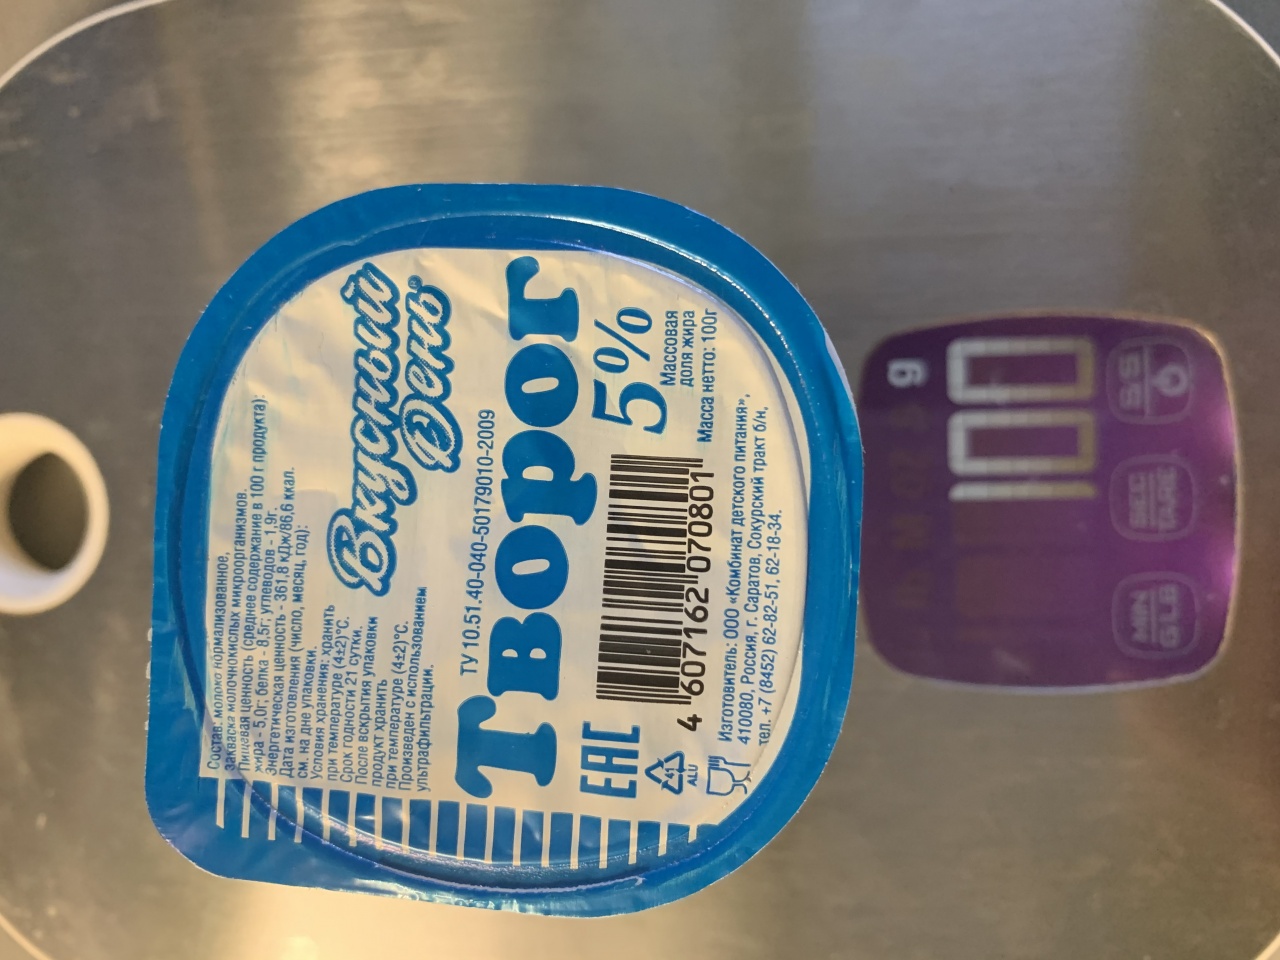 Состав: молоко нормализованное,
закваска молочнокислых микроорганизмов.
Пищевая ценность (среднее содержание в 100 г продукта):
жира - 5,0г; белка - 8,5г; углеводов - 1,9г.
Энергетическая ценность - 361,8 кДж/86,6 ккал.
Дата изготовления (число, месяц, год):
см. на дне упаковки.
Условия хранения: хранить
при температуре (4±2)°С.
Срок годности 21 сутки.
После вскрытия упаковки
продукт хранить
при температуре (4±2)°С.
Произведен с использованием
ультрафильтрации.
Вкусный
День®
ТУ 10.51.40-040-50179010-2009
Творог
5%
Массовая
доля жира
Масса нетто: 100г
ЕАС
41
ALU
4 607162 070801
Изготовитель: ООО «Комбинат детского питания»,
410080, Россия, г. Саратов, Сокурский тракт б/н,
тел. +7 (8452) 62-82-51, 62-18-34.
100 g
MIN
G LB
SEC
TARE